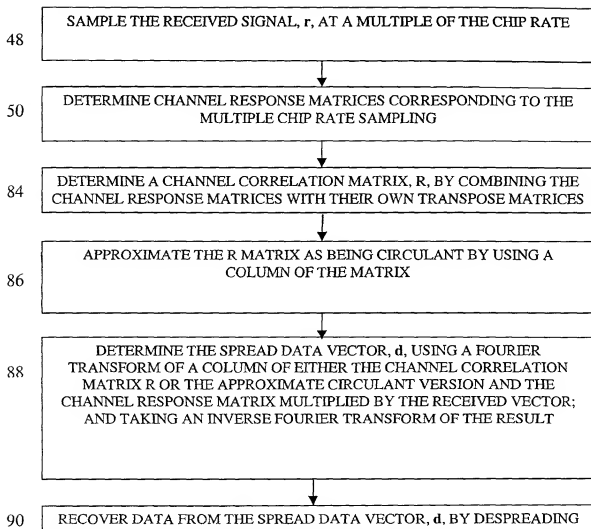 48
SAMPLE THE RECEIVED SIGNAL, r, AT A MULTIPLE OF THE CHIP RATE
50
DETERMINE CHANNEL RESPONSE MATRICES CORRESPONDING TO THE
MULTIPLE CHIP RATE SAMPLING
84
DETERMINE A CHANNEL CORRELATION MATRIX, R, BY COMBINING THE
CHANNEL RESPONSE MATRICES WITH THEIR OWN TRANSPOSE MATRICES
86
APPROXIMATE THE R MATRIX AS BEING CIRCULANT BY USING A
COLUMN OF THE MATRIX
88
DETERMINE THE SPREAD DATA VECTOR, d, USING A FOURIER
TRANSFORM OF A COLUMN OF EITHER THE CHANNEL CORRELATION
MATRIX R OR THE APPROXIMATE CIRCULANT VERSION AND THE
CHANNEL RESPONSE MATRIX MULTIPLIED BY THE RECEIVED VECTOR;
AND TAKING AN INVERSE FOURIER TRANSFORM OF THE RESULT
90
RECOVER DATA FROM THE SPREAD DATA VECTOR, d, BY DESPREADING